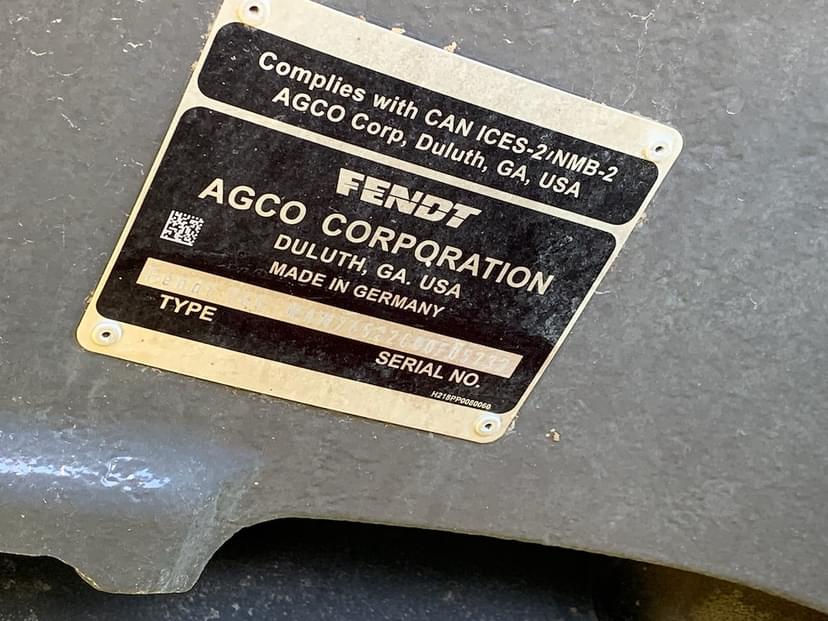 Complies with CAN ICES-2/NMB-2
AGCO Corp, Duluth, GA, USA
FENDT
AGCO CORPORATION
DULUTH, GA. USA
MADE IN GERMANY
TYPE
SERIAL NO.
H218PP0080060